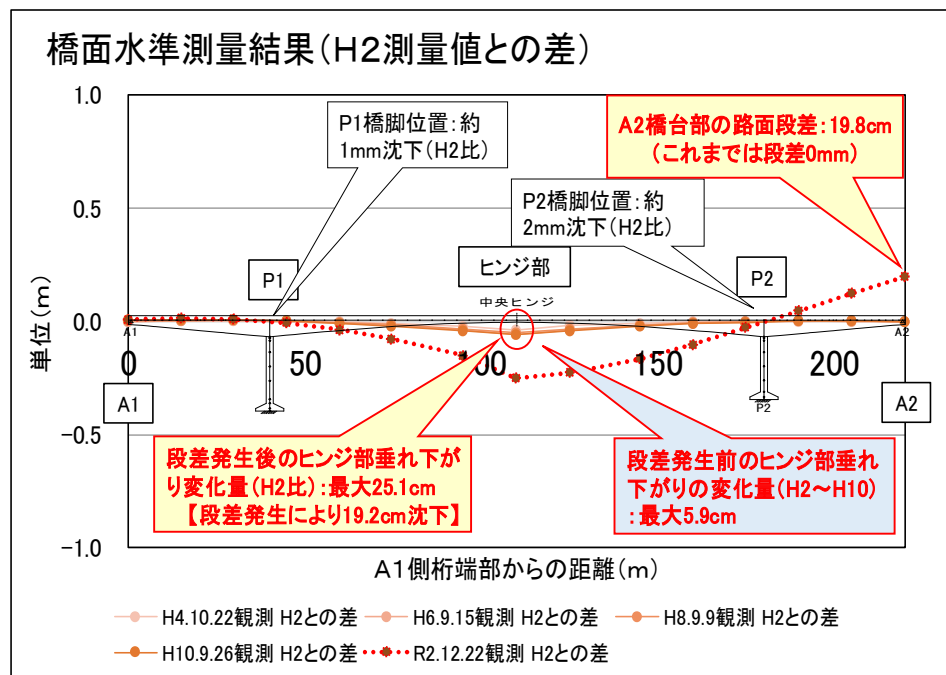 橋面水準測量結果(H2測量値との差)
1.0
0.5
0.0
-0.5
-1.0
単位(m)
P1橋脚位置:約
1mm沈下(H2比)
A2橋台部の路面段差:19.8cm
(これまでは段差0mm)
P2橋脚位置:約
2mm沈下(H2比)
P1
ヒンジ部
P2
中央ヒンジ
A1
A2
0
50
100
150
200
A1
P2
A2
段差発生後のヒンジ部垂れ下が
り変化量(H2比):最大25.1cm
【段差発生により19.2cm沈下】
段差発生前のヒンジ部垂れ
下がりの変化量(H2~H10)
:最大5.9cm
A1側桁端部からの距離(m)
H4.10.22観測 H2との差
H6.9.15観測 H2との差
H8.9.9観測 H2との差
H10.9.26観測 H2との差
R2.12.22観測 H2との差